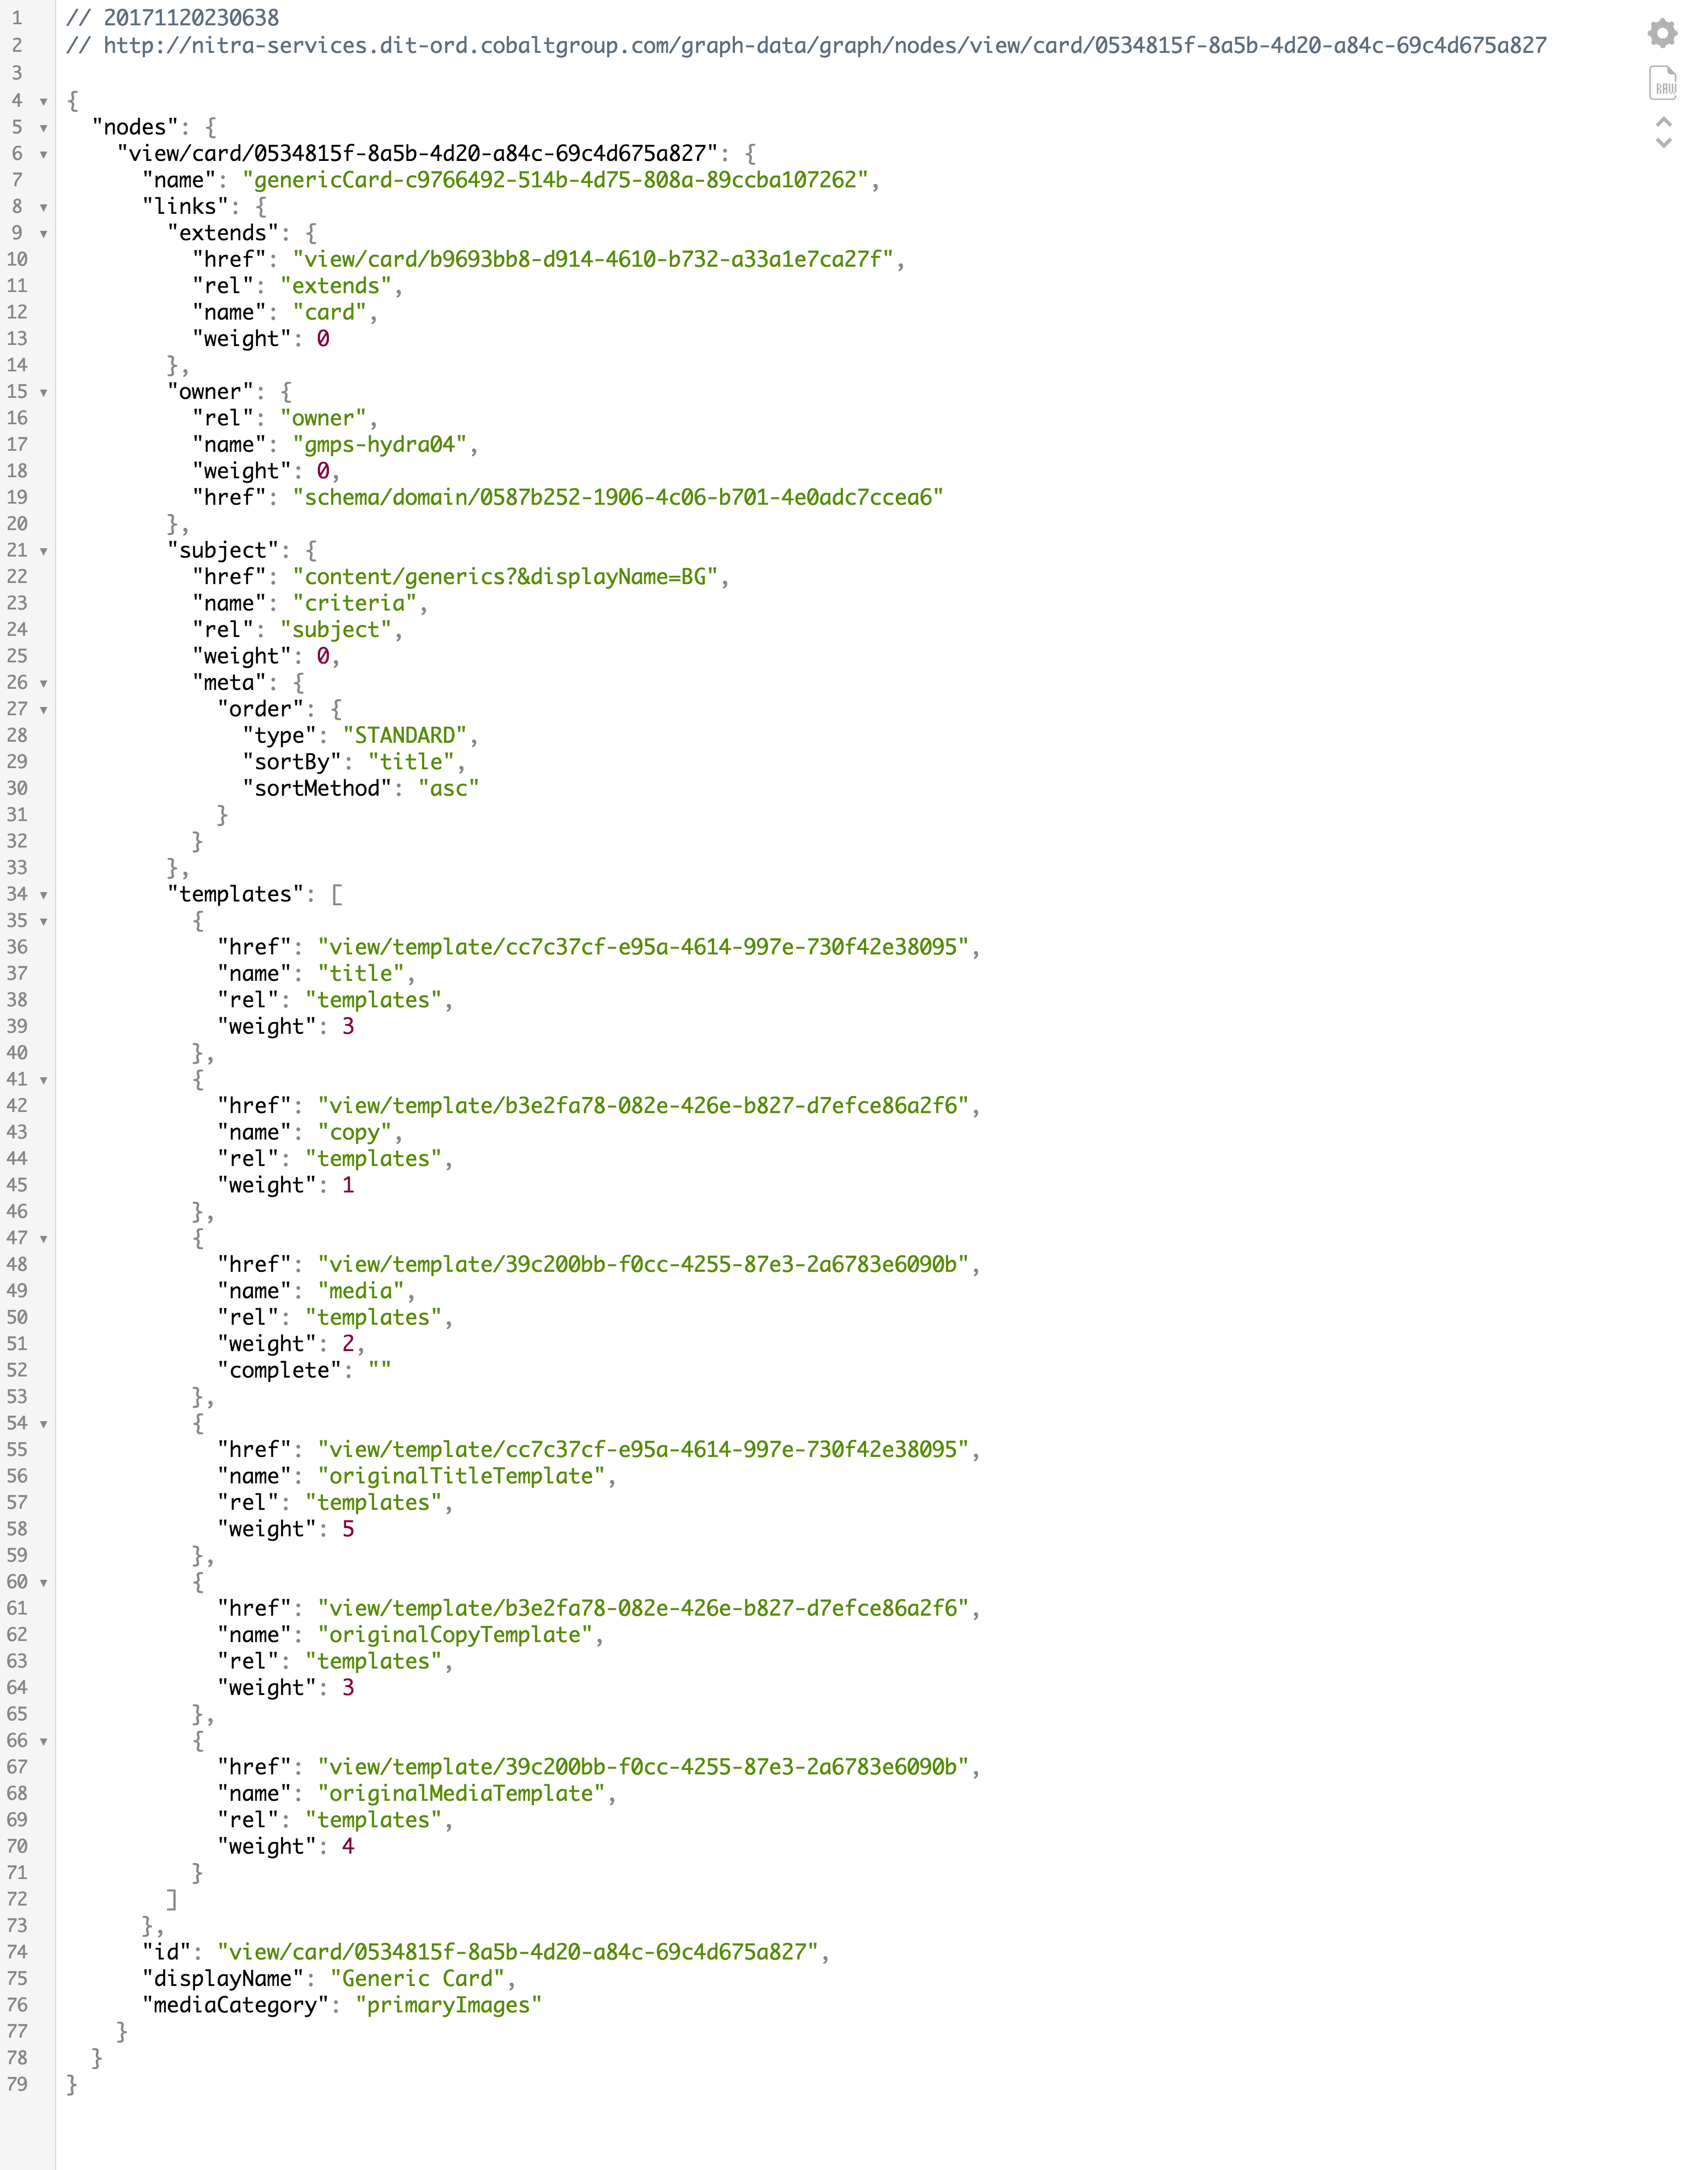 1 // 20171120230638
2 // http://nitra-services.dit-ord.cobaltgroup.com/graph-data/graph/nodes/view/card/0534815f-8a5b-4d20-a84c-69c4d675a827
3
4 {
5 "nodes": {
6 "view/card/0534815f-8a5b-4d20-a84c-69c4d675a827": {
7 "name": "genericCard-c9766492-514b-4d75-808a-89ccba107262",
8 "links": {
9 "extends": {
10 "href": "view/card/b9693bb8-d914-4610-b732-a33a1e7ca27f",
11 "rel": "extends",
12 "name": "card",
13 "weight": 0
14 },
15 "owner": {
16 "rel": "owner",
17 "name": "gmps-hydra04",
18 "weight": 0,
19 "href": "schema/domain/0587b252-1906-4c06-b701-4e0adc7ccea6"
20 },
21 "subject": {
22 "href": "content/generics?&displayName=BG",
23 "name": "criteria",
24 "rel": "subject",
25 "weight": 0,
26 "meta": {
27 "order": {
28 "type": "STANDARD",
29 "sortBy": "title",
30 "sortMethod": "asc"
31 }
32 }
33 },
34 "templates": [
35 {
36 "href": "view/template/cc7c37cf-e95a-4614-997e-730f42e38095",
37 "name": "title",
38 "rel": "templates",
39 "weight": 3
40 },
41 {
42 "href": "view/template/b3e2fa78-082e-426e-b827-d7efce86a2f6",
43 "name": "copy",
44 "rel": "templates",
45 "weight": 1
46 },
47 {
48 "href": "view/template/39c200bb-f0cc-4255-87e3-2a6783e6090b",
49 "name": "media",
50 "rel": "templates",
51 "weight": 2,
52 "complete": ""
53 },
54 {
55 "href": "view/template/cc7c37cf-e95a-4614-997e-730f42e38095",
56 "name": "originalTitleTemplate",
57 "rel": "templates",
58 "weight": 5
59 },
60 {
61 "href": "view/template/b3e2fa78-082e-426e-b827-d7efce86a2f6",
62 "name": "originalCopyTemplate",
63 "rel": "templates",
64 "weight": 3
65 },
66 {
67 "href": "view/template/39c200bb-f0cc-4255-87e3-2a6783e6090b",
68 "name": "originalMediaTemplate",
69 "rel": "templates",
70 "weight": 4
71 }
72 ]
73 },
74 "id": "view/card/0534815f-8a5b-4d20-a84c-69c4d675a827",
75 "displayName": "Generic Card",
76 "mediaCategory": "primaryImages"
77 }
78 }
79 }
RAW